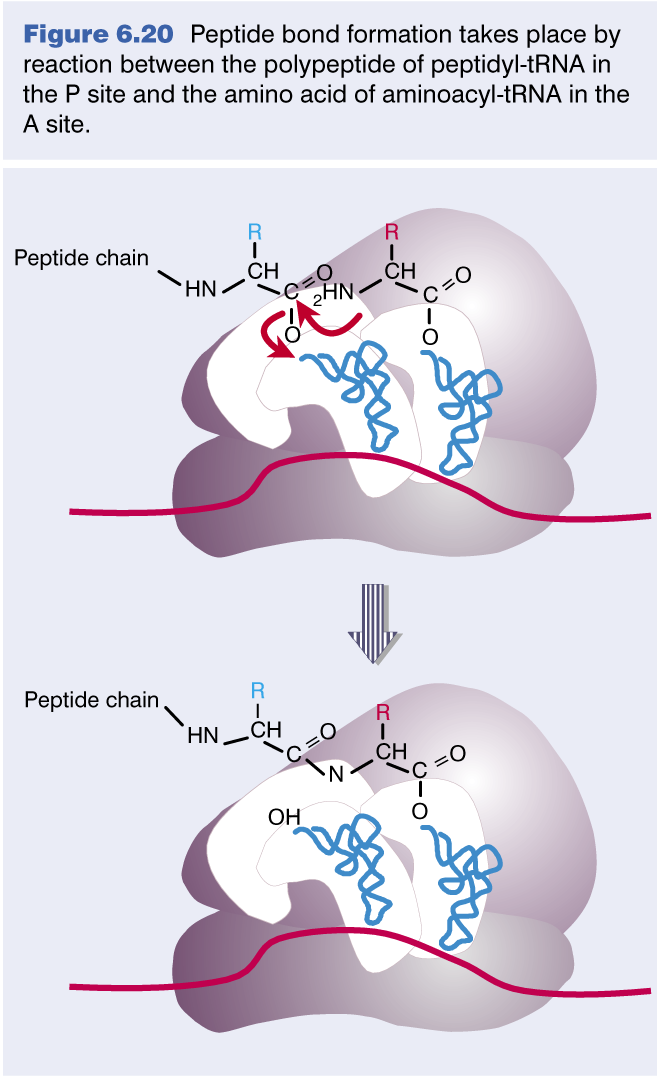 Figure 6.20 Peptide bond formation takes place by
reaction between the polypeptide of peptidyl-tRNA in
the P site and the amino acid of aminoacyl-tRNA in the
A site.
R R
Peptide chain
HN CH C O 2HN CH C O
O O
Peptide chain
R R
HN CH C O N CH C O
OH O